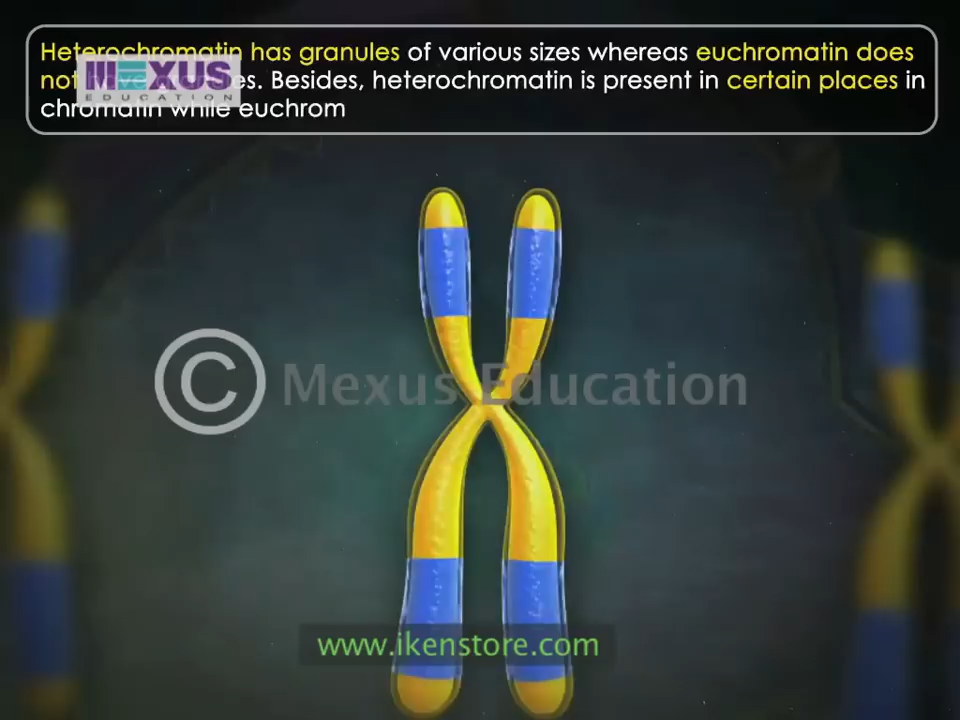 Heterochromatin has granules of various sizes whereas euchromatin does
not es. Besides, heterochromatin is present in certain places in
chromatin while euchrom
MEXUS
EDUCATION
© Mexus Education
www.ikenstore.com